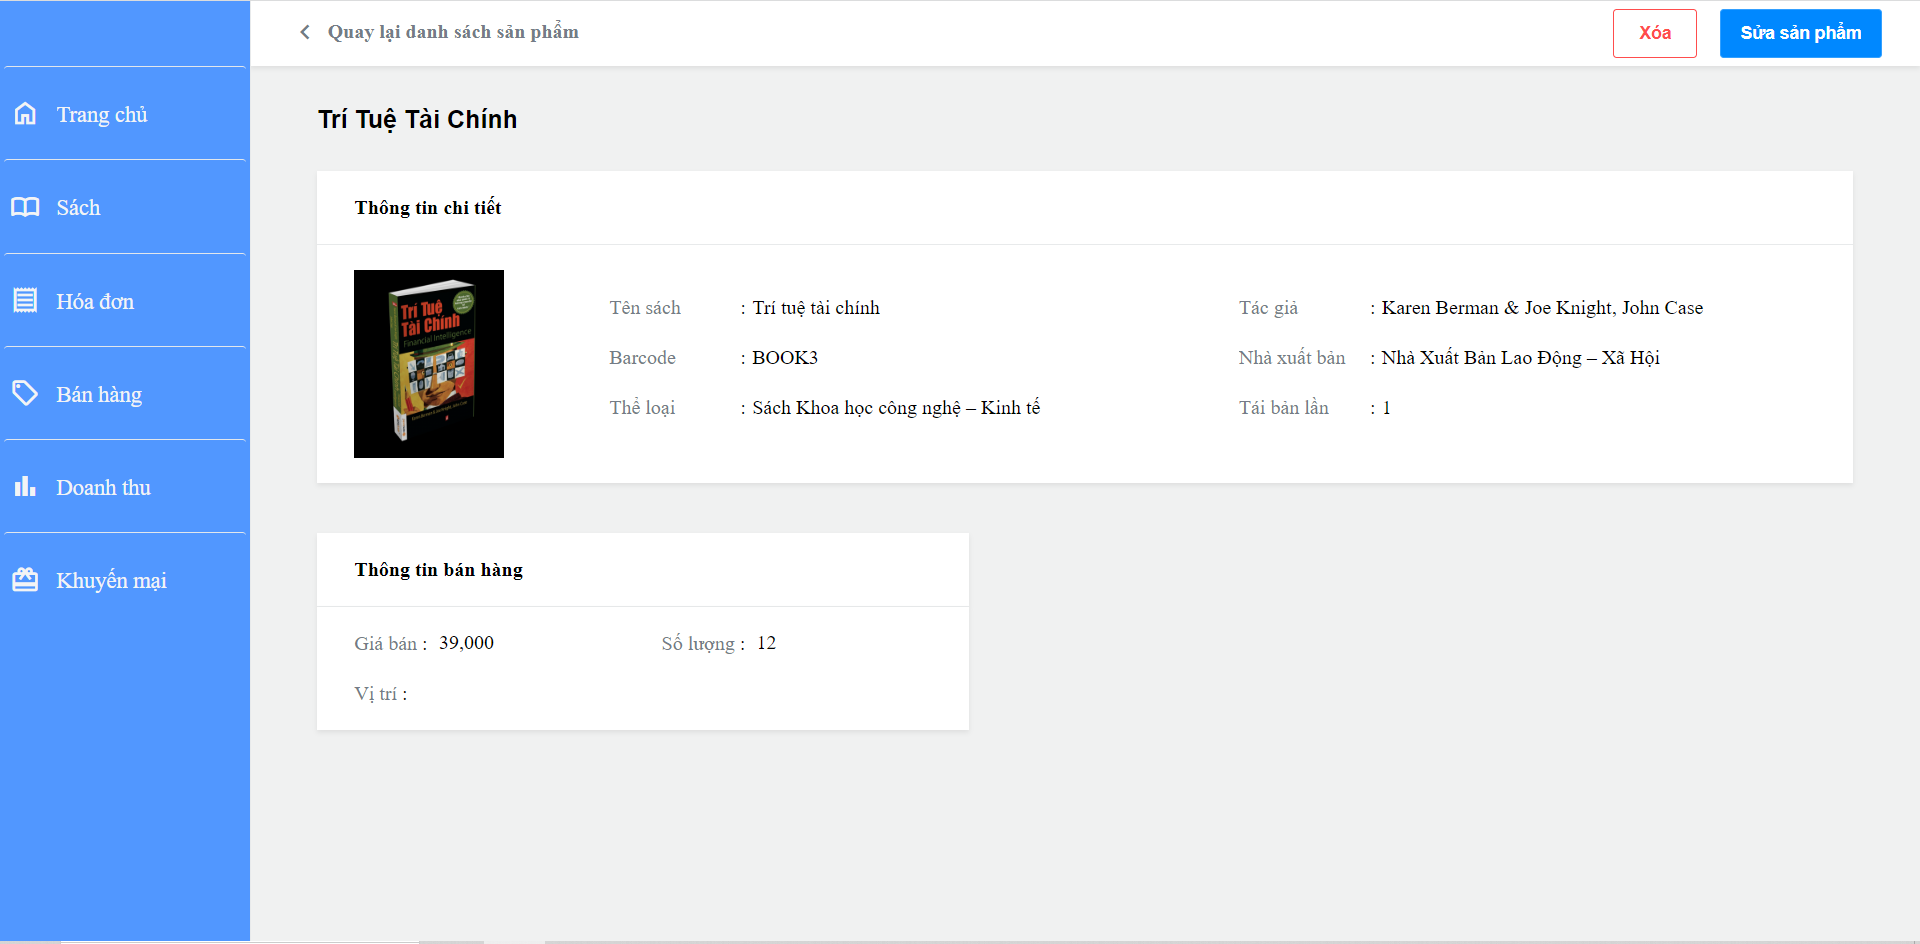 Quay lại danh sách sản phẩm
Xóa
Sửa sản phẩm
Trang chủ
Sách
Hóa đơn
Bán hàng
Doanh thu
Khuyến mại
Trí Tuệ Tài Chính
Thông tin chi tiết
Trí Tuệ
Tài Chính
Financial Intelligence
Tên sách : Trí tuệ tài chính
Tác giả : Karen Berman & Joe Knight, John Case
Barcode : BOOK3
Nhà xuất bản : Nhà Xuất Bản Lao Động – Xã Hội
Thể loại : Sách Khoa học công nghệ – Kinh tế
Tái bản lần : 1
Thông tin bán hàng
Giá bán : 39,000
Số lượng : 12
Vị trí :